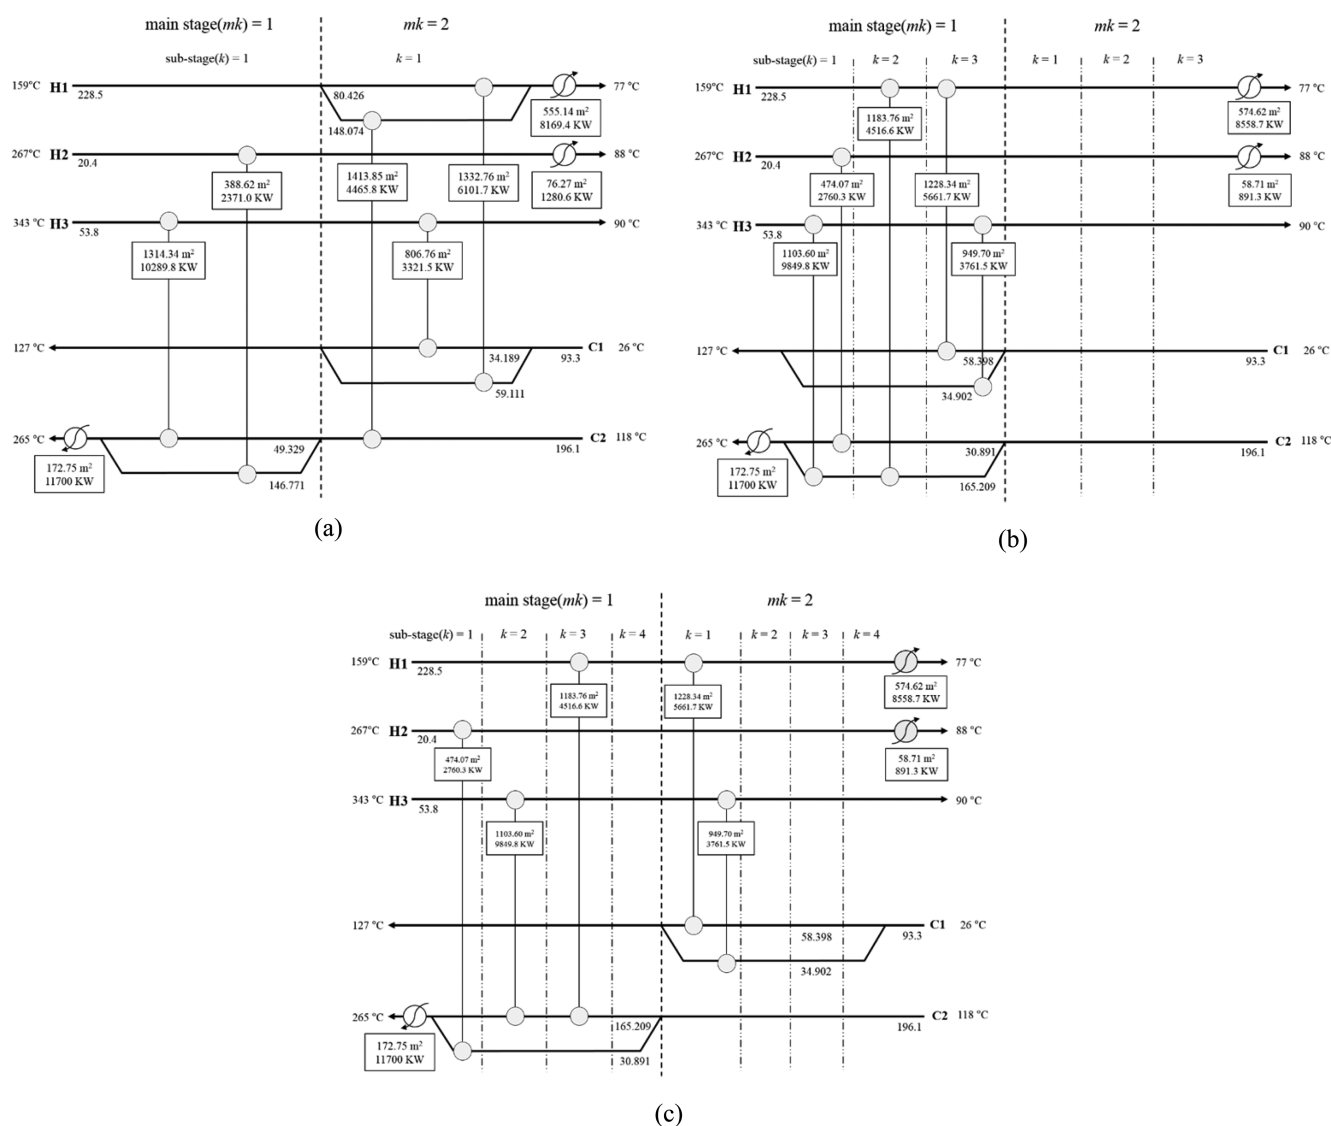 main stage(mk) = 1
mk = 2
sub-stage(k) = 1
k = 1
159°C H1
228.5
80.426
148.074
77 °C
555.14 m²
8169.4 KW
267°C H2
20.4
88 °C
388.62 m²
2371.0 KW
1413.85 m²
4465.8 KW
1332.76 m²
6101.7 KW
76.27 m²
1280.6 KW
343 °C H3
53.8
90 °C
1314.34 m²
10289.8 KW
806.76 m²
3321.5 KW
127 °C
34.189
93.3
C1 26 °C
59.111
265 °C
49.329
196.1
C2 118 °C
172.75 m²
11700 KW
146.771
(a)
main stage(mk) = 1
mk = 2
sub-stage(k) = 1
k = 2
k = 3
k = 1
k = 2
k = 3
159°C H1
228.5
77 °C
1183.76 m²
4516.6 KW
574.62 m²
8558.7 KW
267°C H2
20.4
88 °C
474.07 m²
2760.3 KW
1228.34 m²
5661.7 KW
58.71 m²
891.3 KW
343 °C H3
53.8
90 °C
1103.60 m²
9849.8 KW
949.70 m²
3761.5 KW
127 °C
58.398
93.3
C1 26 °C
34.902
265 °C
30.891
196.1
C2 118 °C
172.75 m²
11700 KW
165.209
(b)
main stage(mk) = 1
mk = 2
sub-stage(k) = 1
k = 2
k = 3
k = 4
k = 1
k = 2
k = 3
k = 4
159°C H1
228.5
77 °C
1183.76 m²
4516.6 KW
1228.34 m²
5661.7 KW
574.62 m²
8558.7 KW
267°C H2
20.4
88 °C
474.07 m²
2760.3 KW
58.71 m²
891.3 KW
343 °C H3
53.8
90 °C
1103.60 m²
9849.8 KW
949.70 m²
3761.5 KW
127 °C
58.398
93.3
C1 26 °C
34.902
265 °C
165.209
196.1
C2 118 °C
172.75 m²
11700 KW
30.891
(c)